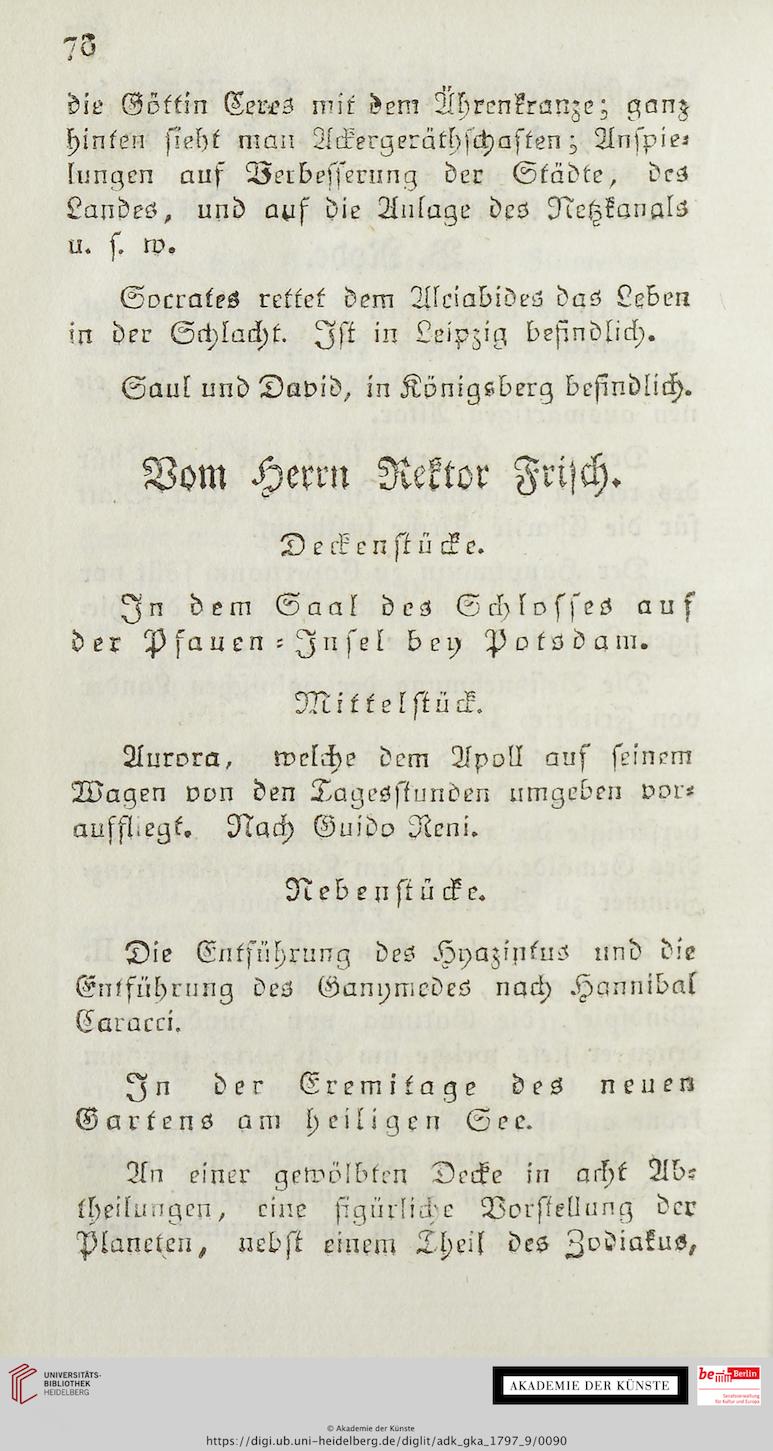 78
die Göttin Ceres mit dem Ährenkranze; ganz
hinten sieht man Ackergeräthschaften; Anspie-
lungen auf Verbesserung der Städte, des
Landes, und auf die Anlage des Netzkanals
u. s. w.
Socrates rettet dem Alciabides das Leben
in der Schlacht. Ist in Leipzig befindlich.
Saul und David, in Königsberg befindlich.
Vom Herrn Rektor Frisch.
Deckenstücke.
In dem Saal des Schlosses auf
der Pfauen-Insel bey Potsdam.
Mittelstück.
Aurora, welche dem Apoll auf seinem
Wagen von den Tagesstunden umgeben vor-
auffliegt. Nach Guido Reni.
Nebenstücke.
Die Entführung des Hyazintus und die
Entführung des Ganymedes nach Hannibal
Caracci.
In der Eremitage des neuen
Gartens am heiligen See.
An einer gewölbten Decke in acht Ab-
theilungen, eine figürliche Vorstellung der
Planeten, nebst einem Theil des Zodiakus,
UNIVERSITÄTS-
BIBLIOTHEK
HEIDELBERG
AKADEMIE DER KÜNSTE
be Berlin
Senatsverwaltung
für Kultur und Europa
© Akademie der Künste
https://digi.ub.uni-heidelberg.de/diglit/adk_gka_1797_9/0090